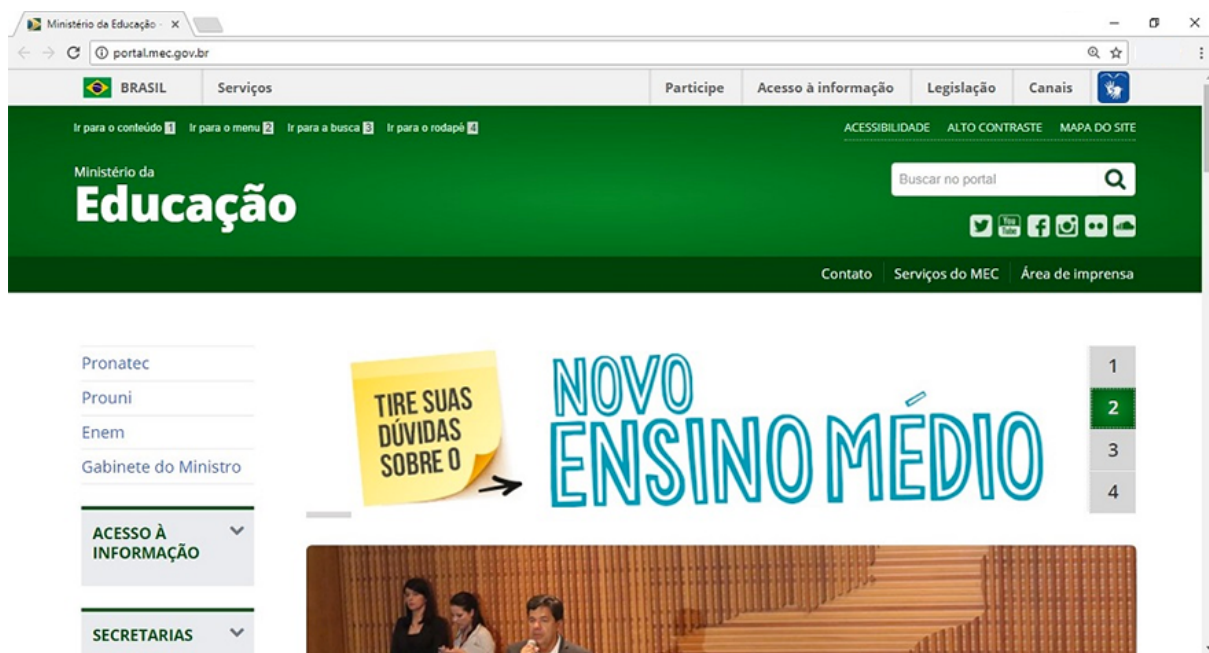 Ministério da Educação -
portal.mec.gov.br
BRASIL Serviços Participe Acesso à informação Legislação Canais
Ir para o conteúdo 1 Ir para o menu 2 Ir para a busca 3 Ir para o rodapé 4 ACESSIBILIDADE ALTO CONTRASTE MAPA DO SITE
Ministério da
Educação
Buscar no portal
You Tube
Contato Serviços do MEC Área de imprensa
Pronatec
Prouni
Enem
Gabinete do Ministro
ACESSO À
INFORMAÇÃO
SECRETARIAS
TIRE SUAS
DÚVIDAS
SOBRE O
NOVO
ENSINO MÉDIO
1
2
3
4